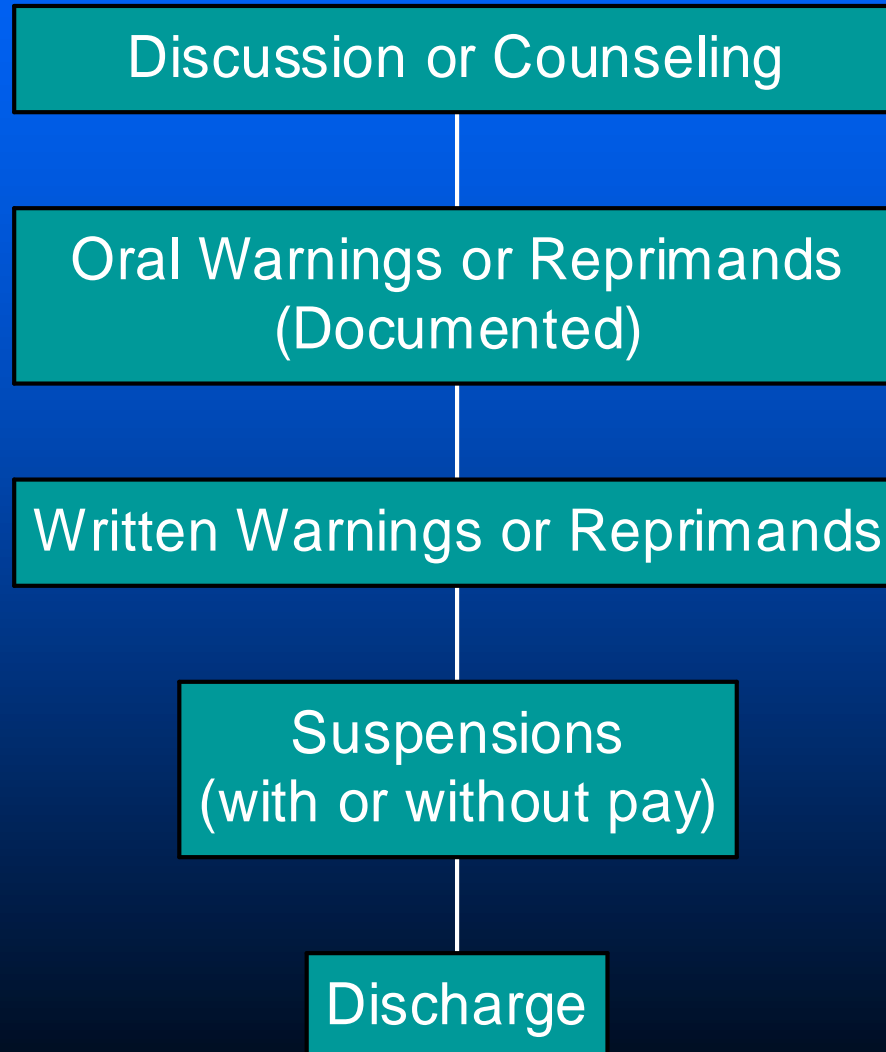 Discussion or Counseling
Oral Warnings or Reprimands
(Documented)
Written Warnings or Reprimands
Suspensions
(with or without pay)
Discharge